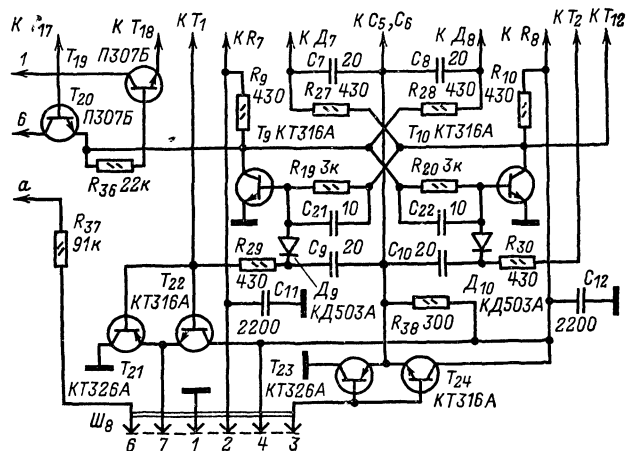 К Т17 К Т18 К Т1 К R7 К Д7 К С5, С6 К Д8 К R8 К Т2 К Т12
1 Т19 П307Б R9 430 С7 20 С8 20 R10 430
6 Т20 П307Б R27 430 R28 430
Т9 КТ316А Т10 КТ316А
R36 22к R19 3к R20 3к
а С21 10 С22 10
R37 91к R29 430 С9 20 С10 20 R30 430
Т22 КТ316А С11 2200 Д9 КД503А R38 300 Д10 КД503А С12 2200
Т21 КТ326А Т23 КТ326А Т24 КТ316А
Ш8
6 7 1 2 4 3